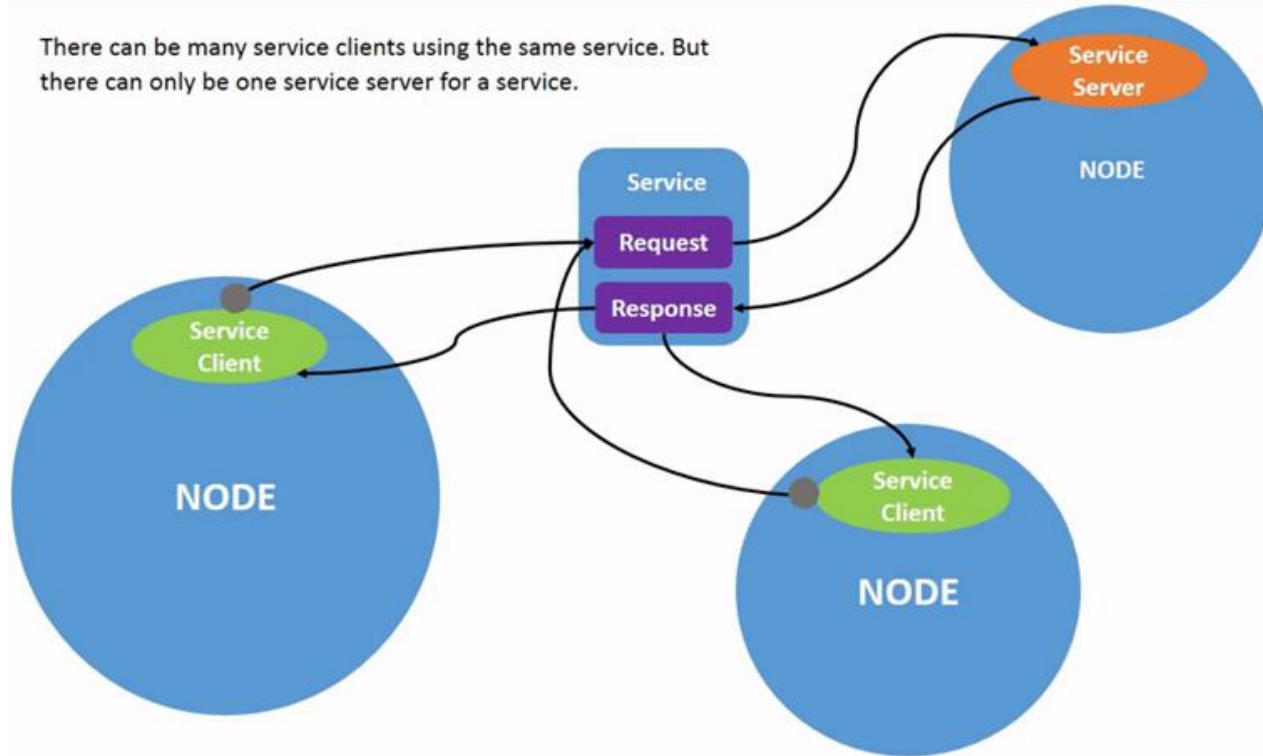 There can be many service clients using the same service. But
there can only be one service server for a service.
Service
Server
NODE
Service
Request
Response
Service
Client
NODE
Service
Client
NODE